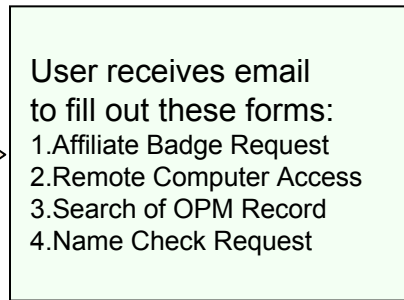 User receives email
to fill out these forms:
1.Affiliate Badge Request
2.Remote Computer Access
3.Search of OPM Record
4.Name Check Request